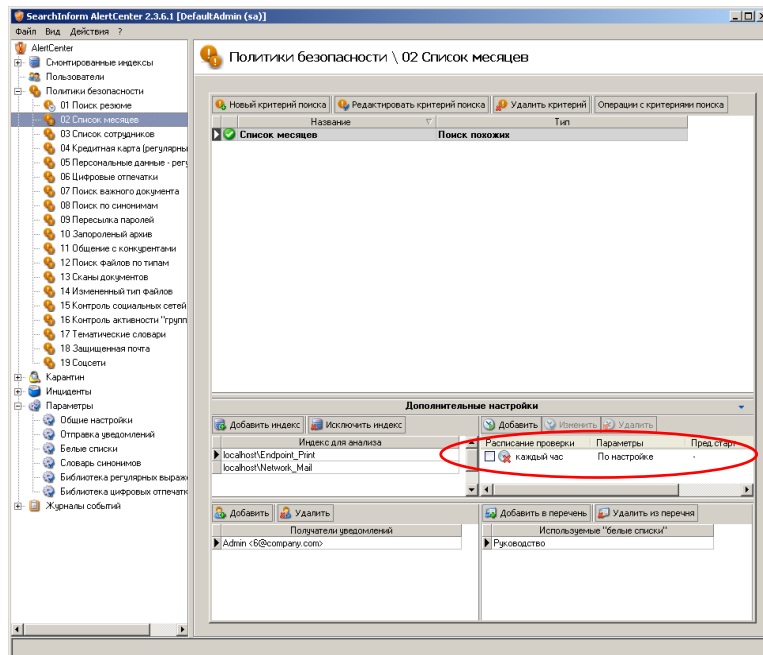 SearchInform AlertCenter 2.3.6.1 [DefaultAdmin (sa)]
Файл Вид Действия ?
AlertCenter
Смонтированные индексы
Пользователи
Политики безопасности
01 Поиск резюме
02 Список месяцев
03 Список сотрудников
04 Кредитная карта (регулярны
05 Персональные данные - рег
06 Цифровые отпечатки
07 Поиск важного документа
08 Поиск по синонимам
09 Пересылка паролей
10 Запороленый архив
11 Общение с конкурентами
12 Поиск файлов по типам
13 Сканы документов
14 Измененный тип файлов
15 Контроль социальных сетей
16 Контроль активности "групп
17 Тематические словари
18 Защищенная почта
19 Соцсети
Карантин
Инциденты
Параметры
Общие настройки
Отправка уведомлений
Белые списки
Словарь синонимов
Библиотека регулярных выраж
Библиотека цифровых отпечатк
Журналы событий
Политики безопасности \ 02 Список месяцев
Новый критерий поиска Редактировать критерий поиска Удалить критерий Операции с критериями поиска
Название Тип
Список месяцев Поиск похожих
Дополнительные настройки
Добавить индекс Исключить индекс
Индекс для анализа
localhost\Endpoint_Print
localhost\Network_Mail
Добавить Изменить Удалить
Расписание проверки Параметры Пред.старт
каждый час По настройке -
Добавить Удалить
Получатели уведомлений
Admin <6@company.com>
Добавить в перечень Удалить из перечня
Используемые "белые списки"
Руководство